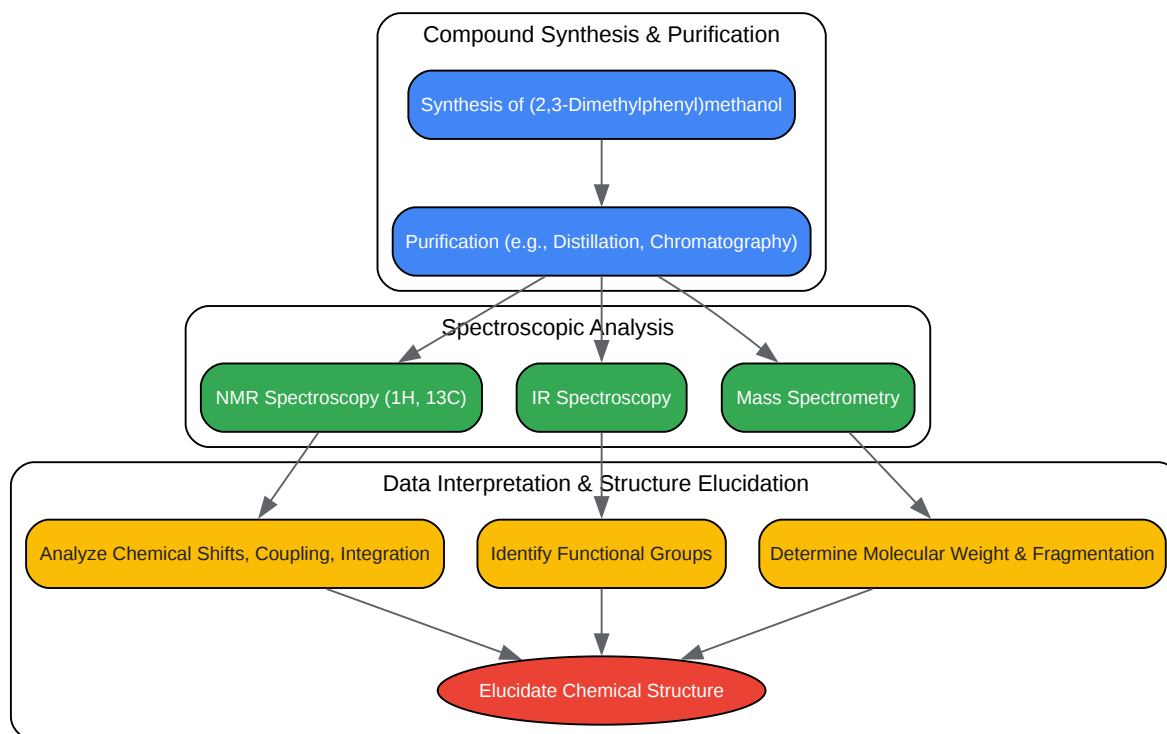 Compound Synthesis & Purification
Synthesis of (2,3-Dimethylphenyl)methanol
Purification (e.g., Distillation, Chromatography)
Spectroscopic Analysis
NMR Spectroscopy (1H, 13C)
IR Spectroscopy
Mass Spectrometry
Data Interpretation & Structure Elucidation
Analyze Chemical Shifts, Coupling, Integration
Identify Functional Groups
Determine Molecular Weight & Fragmentation
Elucidate Chemical Structure